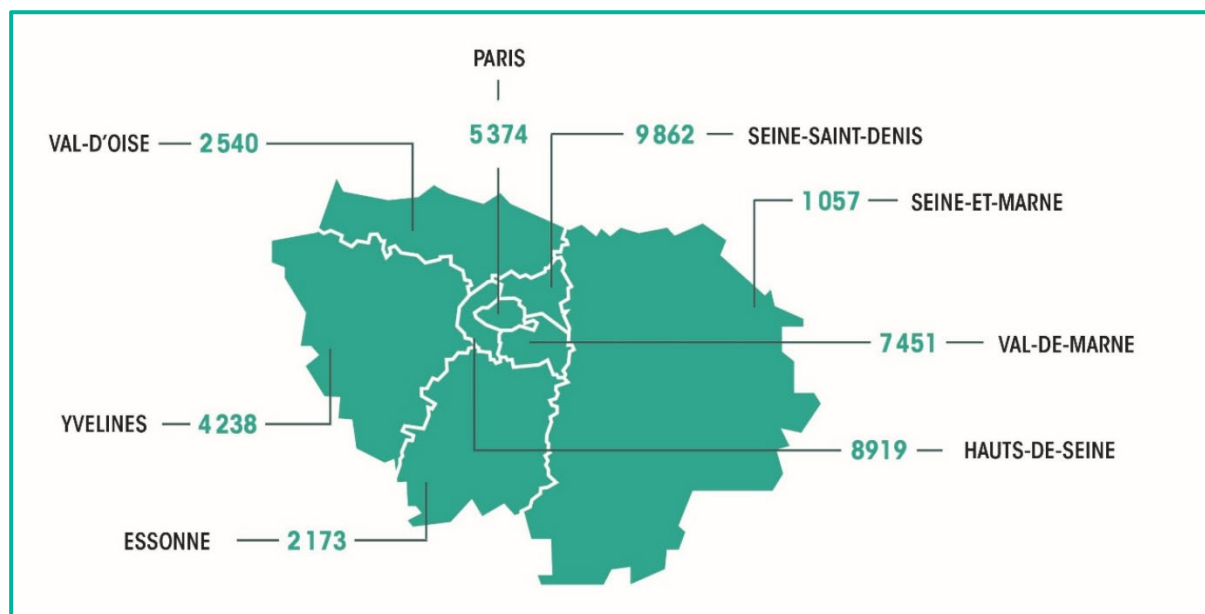 PARIS
5 374
9 862 SEINE-SAINT-DENIS
VAL-D'OISE 2 540
1 057 SEINE-ET-MARNE
7 451 VAL-DE-MARNE
YVELINES 4 238
8919 HAUTS-DE-SEINE
ESSONNE 2 173